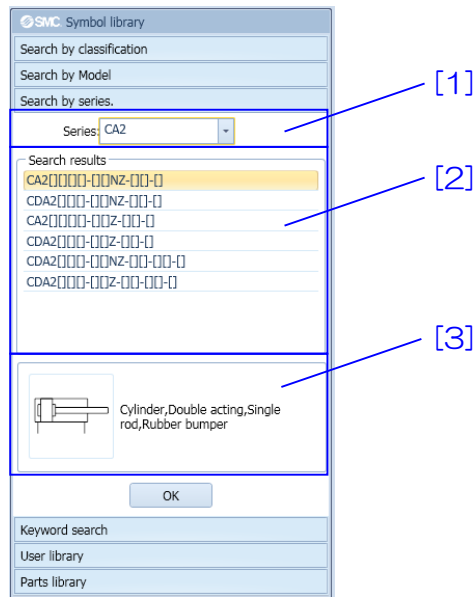 SMC Symbol library
Search by classification
Search by Model
[1]
Search by series.
Series: CA2
Search results
[2]
CA2[][][][]-[][]NZ-[][]-[]
CDA2[][][]-[][]NZ-[][]-[]
CA2[][][][]-[][]Z-[][]-[]
CDA2[][][]-[][]Z-[][]-[]
CDA2[][][]-[][]NZ-[][]-[][]-[]
CDA2[][][]-[][]Z-[][]-[][]-[]
[3]
Cylinder,Double acting,Single
rod,Rubber bumper
OK
Keyword search
User library
Parts library